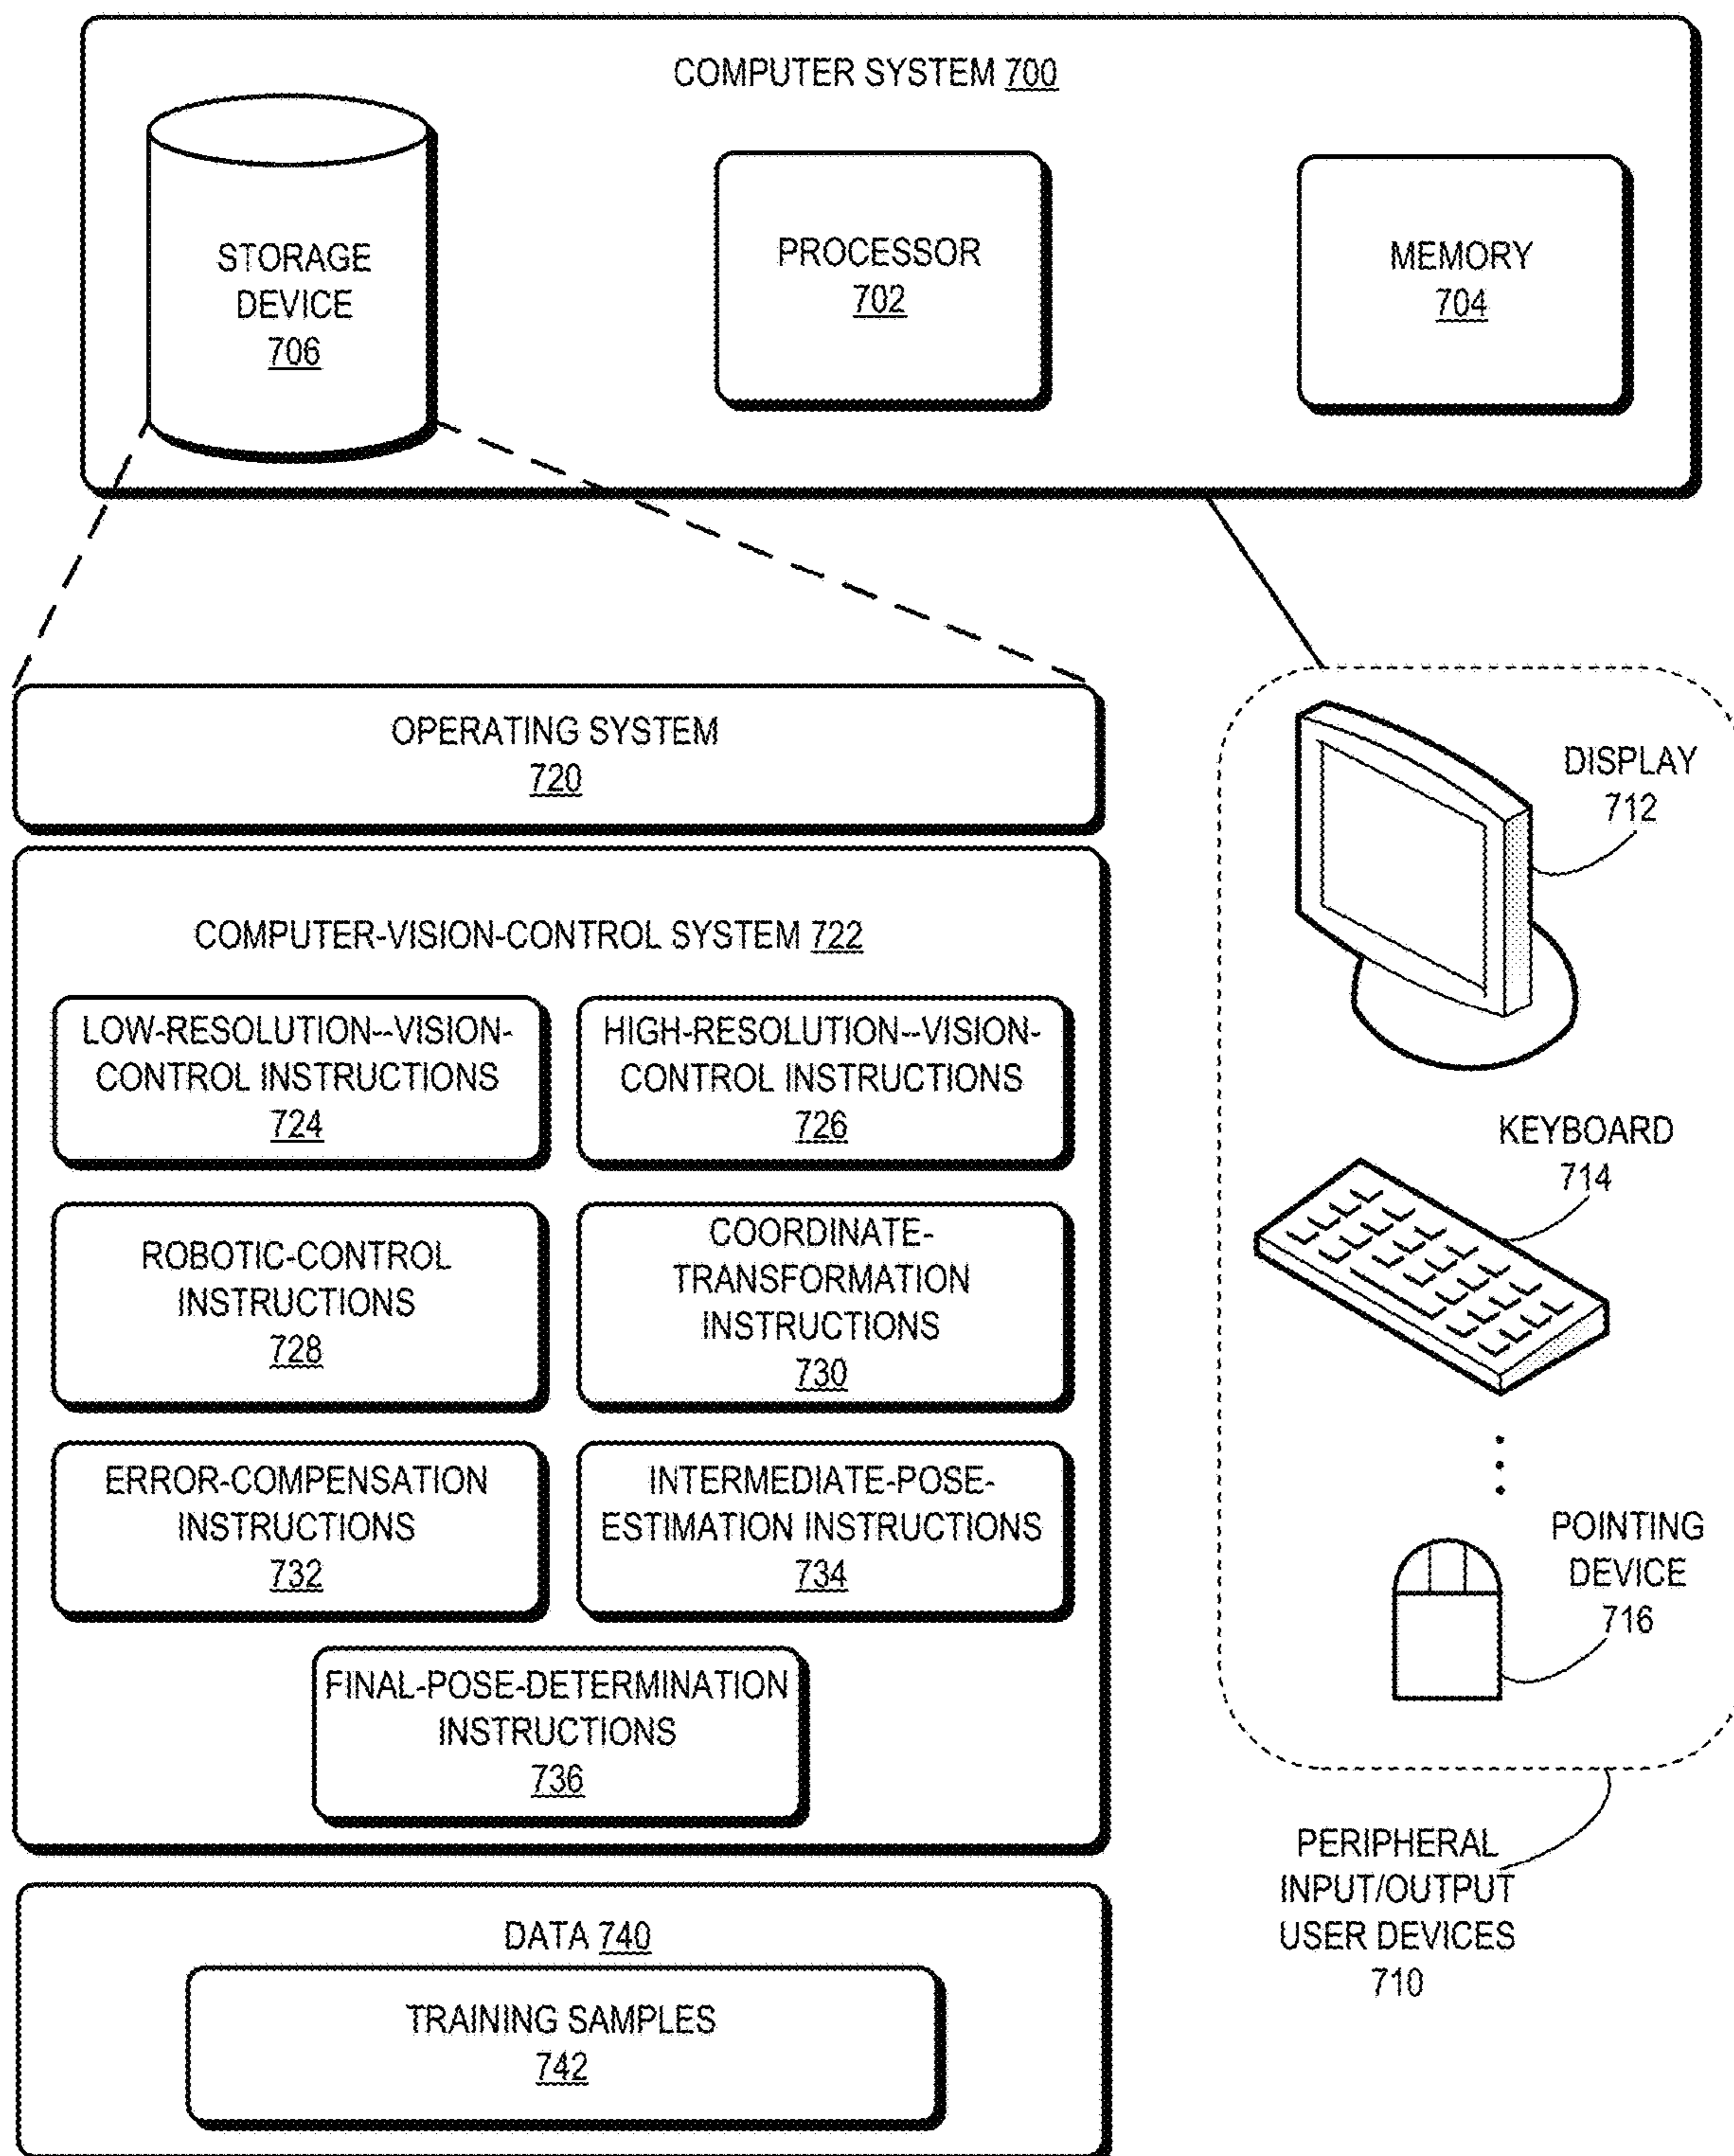 COMPUTER SYSTEM 700
STORAGE
DEVICE
706
PROCESSOR
702
MEMORY
704
OPERATING SYSTEM
720
COMPUTER-VISION-CONTROL SYSTEM 722
LOW-RESOLUTION--VISION-
CONTROL INSTRUCTIONS
724
HIGH-RESOLUTION--VISION-
CONTROL INSTRUCTIONS
726
ROBOTIC-CONTROL
INSTRUCTIONS
728
COORDINATE-
TRANSFORMATION
INSTRUCTIONS
730
ERROR-COMPENSATION
INSTRUCTIONS
732
INTERMEDIATE-POSE-
ESTIMATION INSTRUCTIONS
734
FINAL-POSE-DETERMINATION
INSTRUCTIONS
736
DATA 740
TRAINING SAMPLES
742
DISPLAY
712
KEYBOARD
714
POINTING
DEVICE
716
PERIPHERAL
INPUT/OUTPUT
USER DEVICES
710